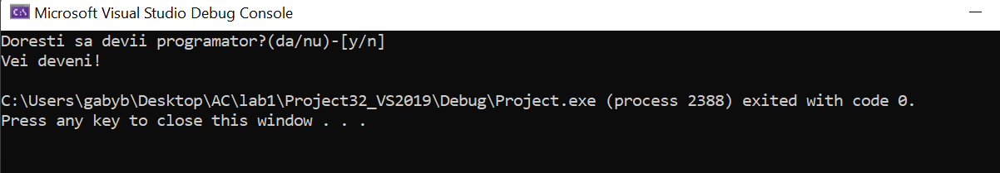 Microsoft Visual Studio Debug Console
Doresti sa devii programator?(da/nu)-[y/n]
Vei deveni!
C:\Users\gabyb\Desktop\AC\lab1\Project32_VS2019\Debug\Project.exe (process 2388) exited with code 0.
Press any key to close this window . . .